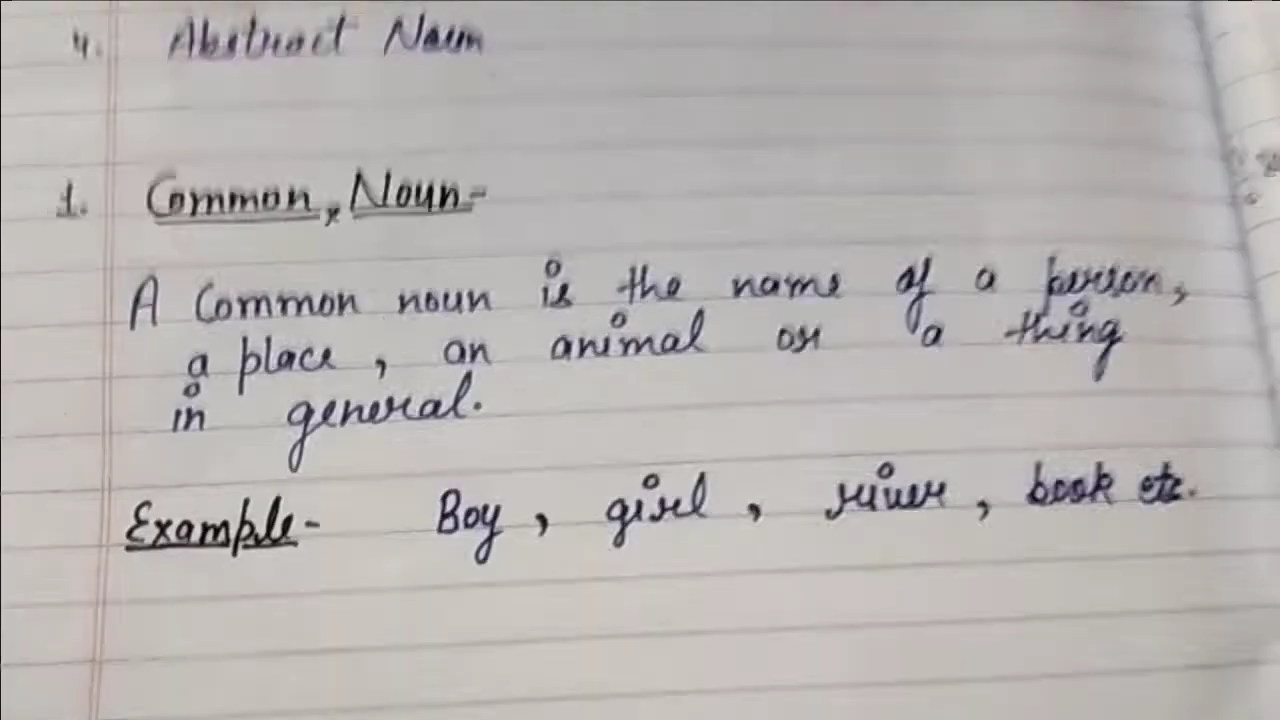 4. Abstract Noun
1. Common Noun-
A Common noun is the name of a person,
a place, an animal or a thing
in general.
Example- Boy, girl, river, book etc.